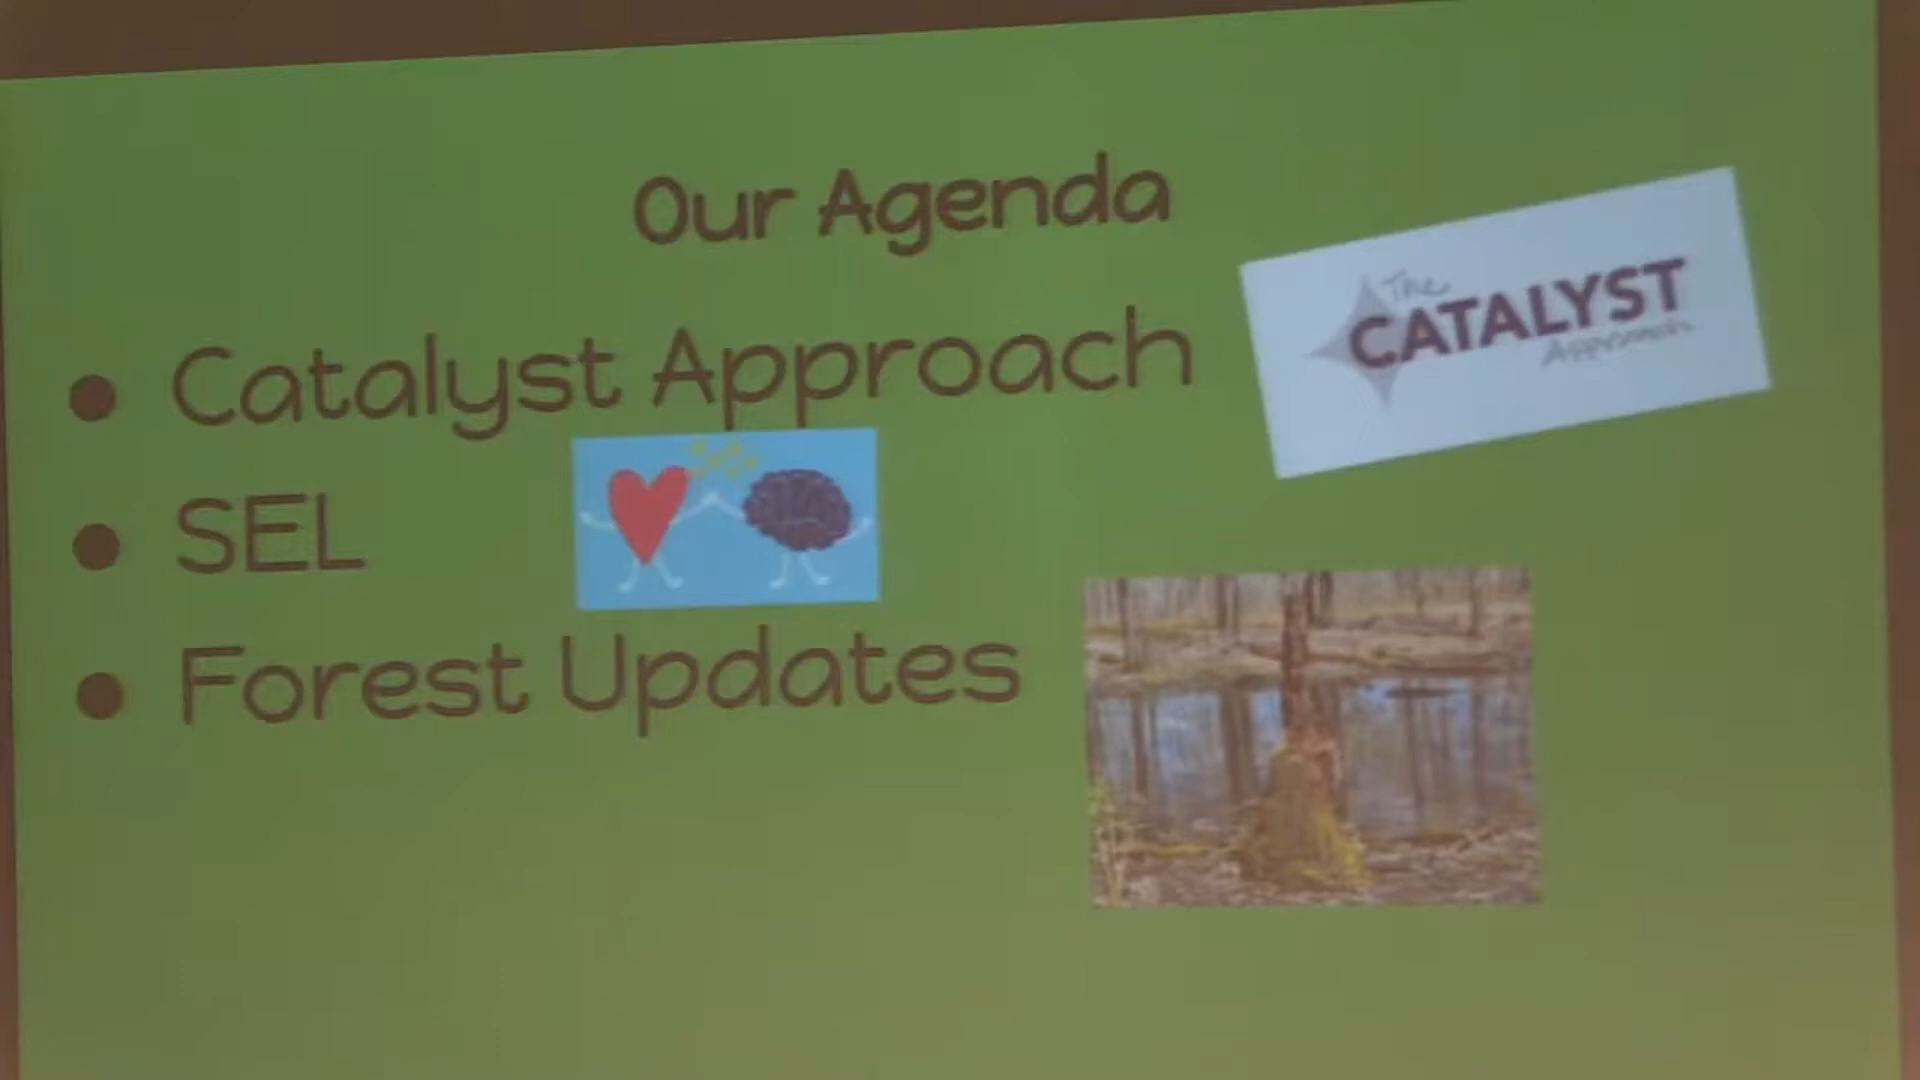 Our Agenda
Catalyst Approach
The
CATALYST
Approach
SEL
Forest Updates